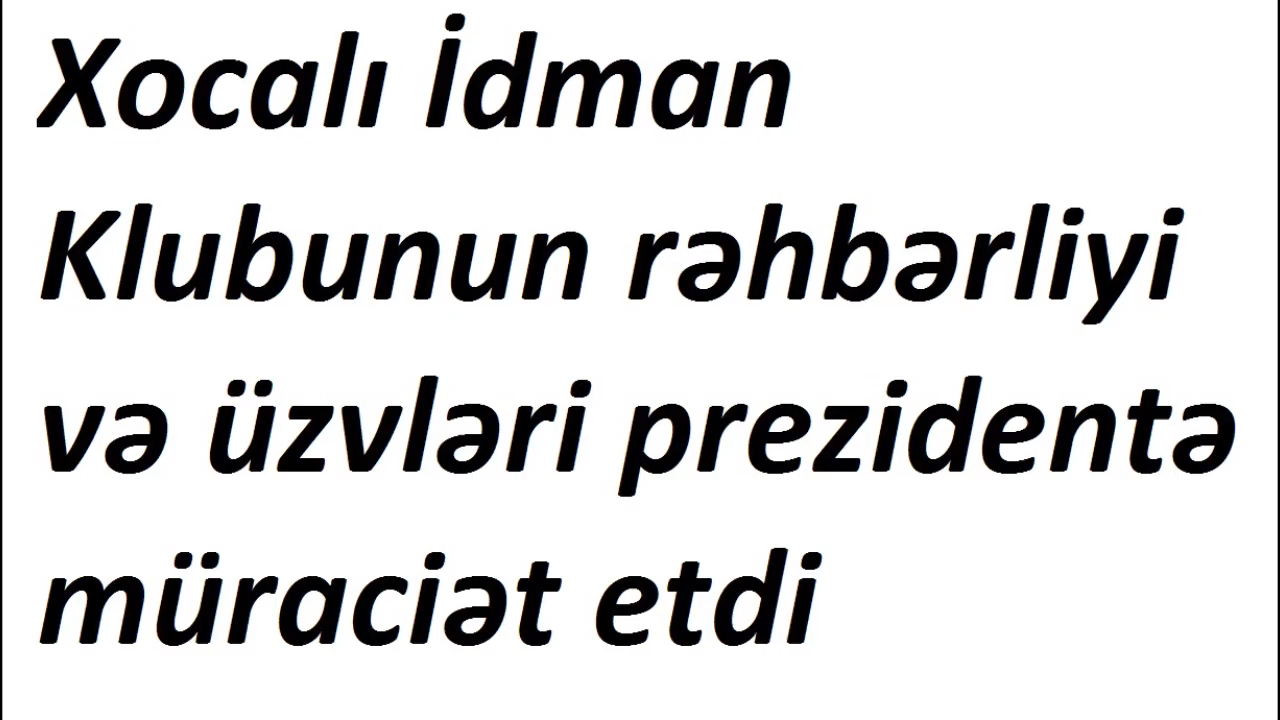 Xocalı İdman
Klubunun rəhbərliyi
və üzvləri prezidentə
müraciət etdi